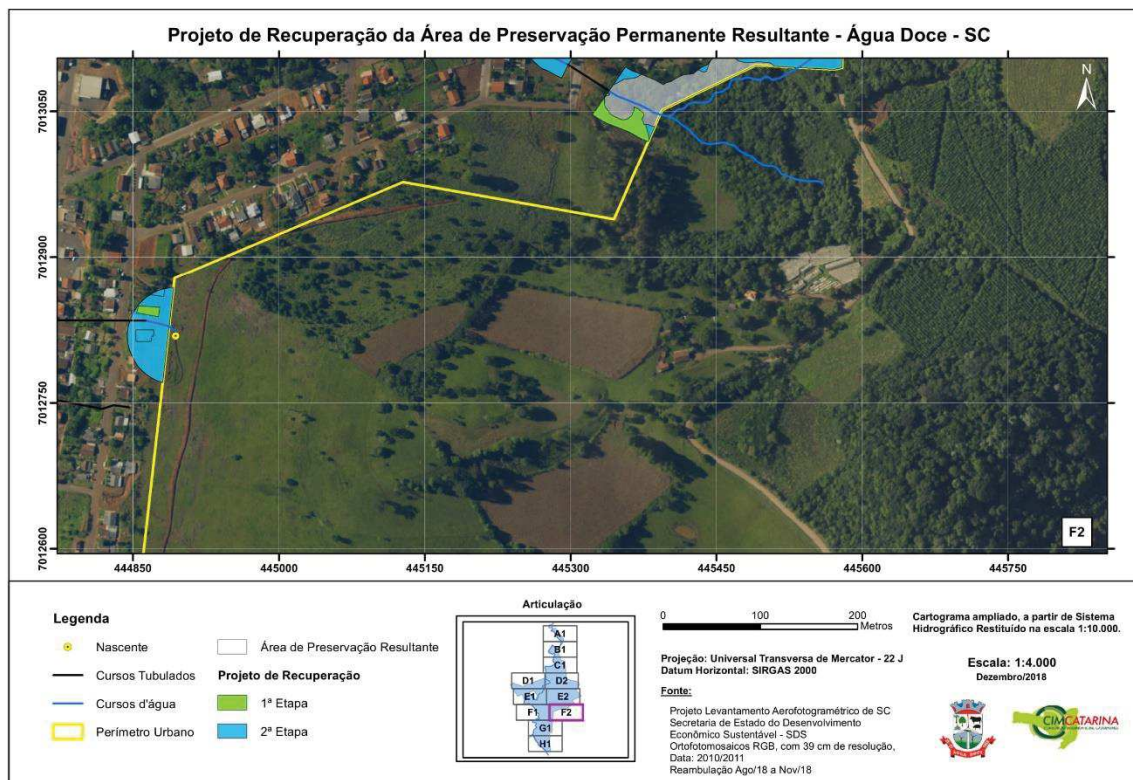 Projeto de Recuperação da Área de Preservação Permanente Resultante - Água Doce - SC
N
7013050
7012900
7012750
7012600
F2
444850
445000
445150
445300
445450
445600
445750
Legenda
Nascente
Cursos Tubulados
Cursos d'água
Perímetro Urbano
Área de Preservação Resultante
Projeto de Recuperação
1ª Etapa
2ª Etapa
Articulação
A1
B1
C1
D1
D2
E1
E2
F1
F2
G1
H1
0
100
200
Metros
Projeção: Universal Transversa de Mercator - 22 J
Datum Horizontal: SIRGAS 2000
Fonte:
Projeto Levantamento Aerofotogramétrico de SC
Secretaria de Estado do Desenvolvimento
Econômico Sustentável - SDS
Ortofotomosaicos RGB, com 39 cm de resolução,
Data: 2010/2011
Reambulação Ago/18 a Nov/18
Cartograma ampliado, a partir de Sistema
Hidrográfico Restituído na escala 1:10.000.
Escala: 1:4.000
Dezembro/2018
CIMCATARINA